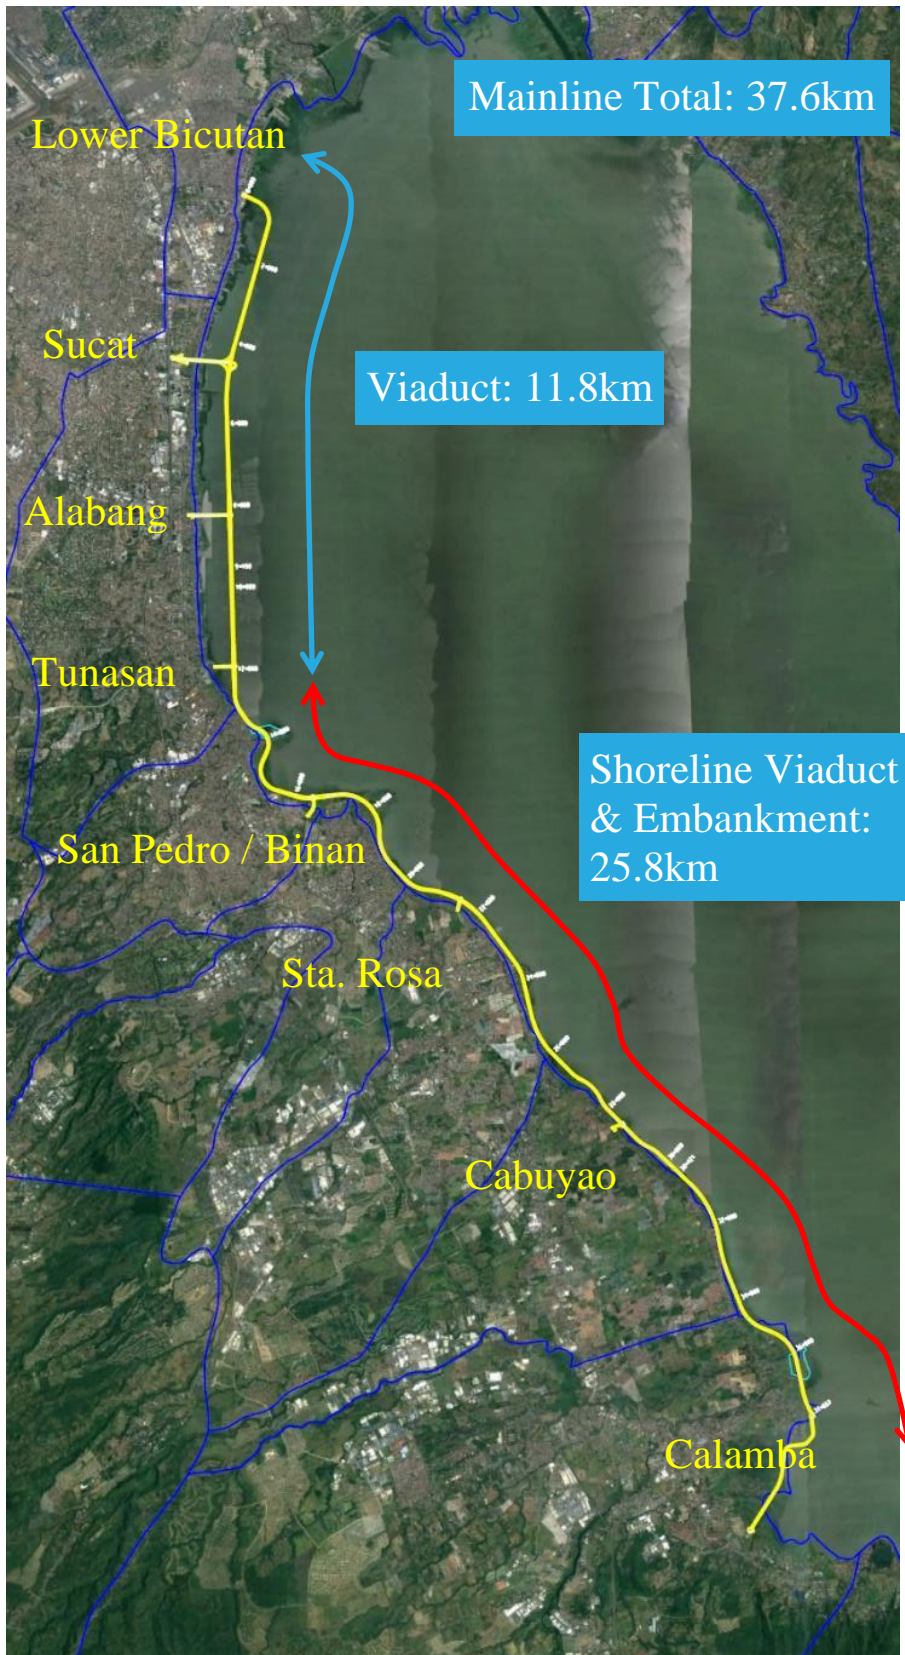 Mainline Total: 37.6km
Lower Bicutan
Sucat
Viaduct: 11.8km
Alabang
Tunasan
Shoreline Viaduct
& Embankment:
25.8km
San Pedro / Binan
Sta. Rosa
Cabuyao
Calamba